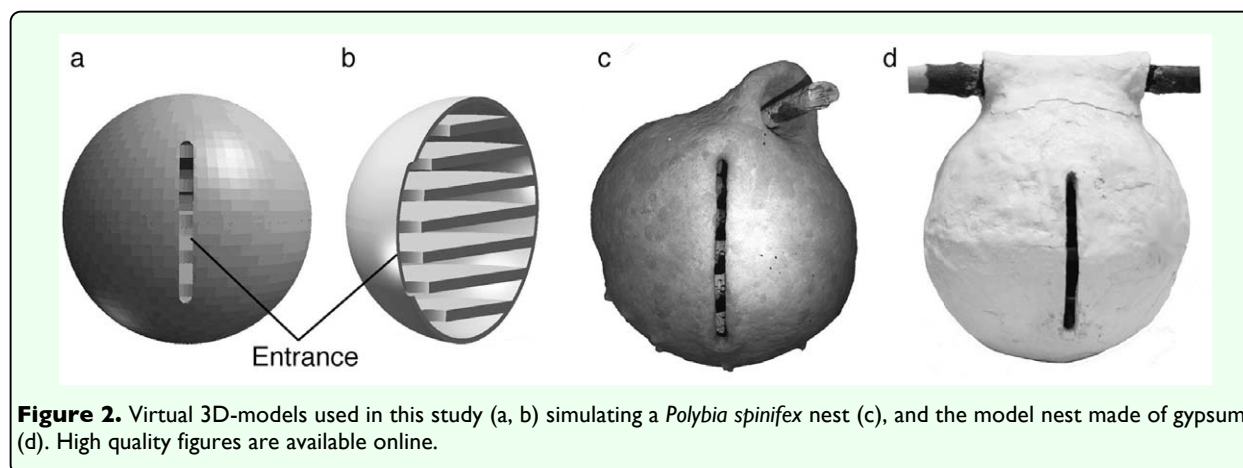 a
b
c
d
Entrance
Figure 2. Virtual 3D-models used in this study (a, b) simulating a Polybia spinifex nest (c), and the model nest made of gypsum
(d). High quality figures are available online.